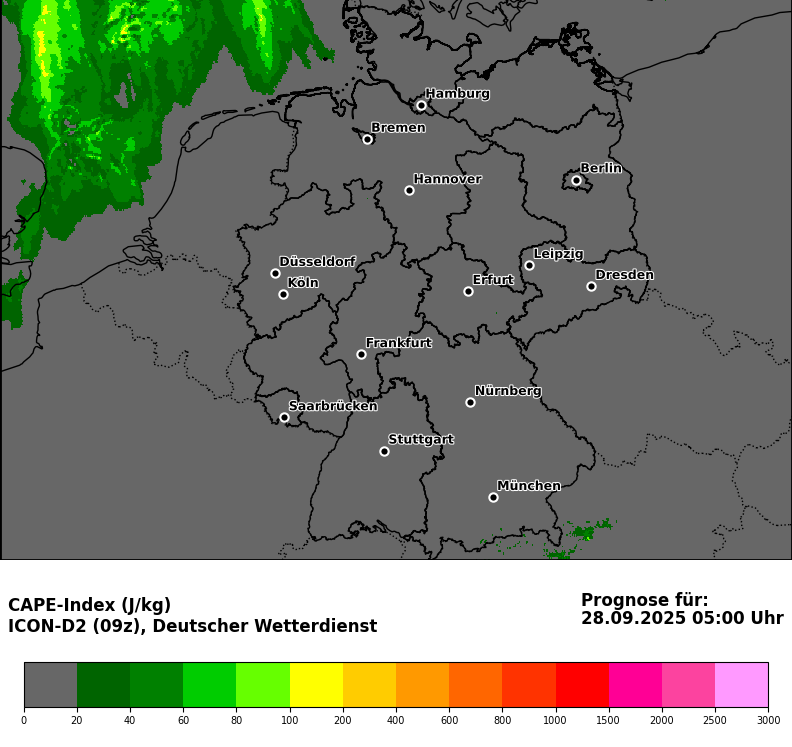 Hamburg
Bremen
Berlin
Hannover
Leipzig
Düsseldorf
Dresden
Erfurt
Köln
Frankfurt
Nürnberg
Saarbrücken
Stuttgart
München
CAPE-Index (J/kg)
ICON-D2 (09z), Deutscher Wetterdienst
Prognose für:
28.09.2025 05:00 Uhr
0 20 40 60 80 100 200 400 600 800 1000 1500 2000 2500 3000